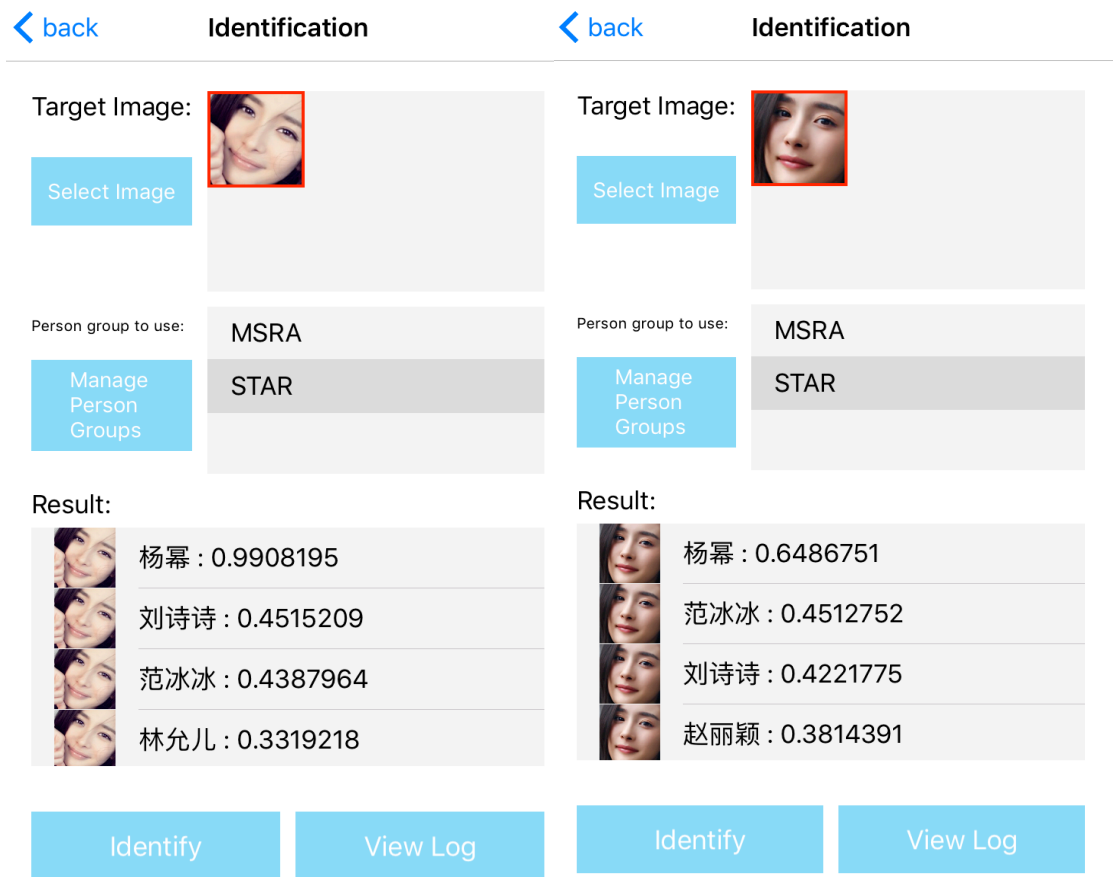 back
Identification
Target Image:
Select Image
Person group to use:
MSRA
STAR
Manage
Person
Groups
Result:
杨幂 : 0.9908195
刘诗诗 : 0.4515209
范冰冰 : 0.4387964
林允儿 : 0.3319218
Identify
View Log
back
Identification
Target Image:
Select Image
Person group to use:
MSRA
STAR
Manage
Person
Groups
Result:
杨幂 : 0.6486751
范冰冰 : 0.4512752
刘诗诗 : 0.4221775
赵丽颖 : 0.3814391
Identify
View Log